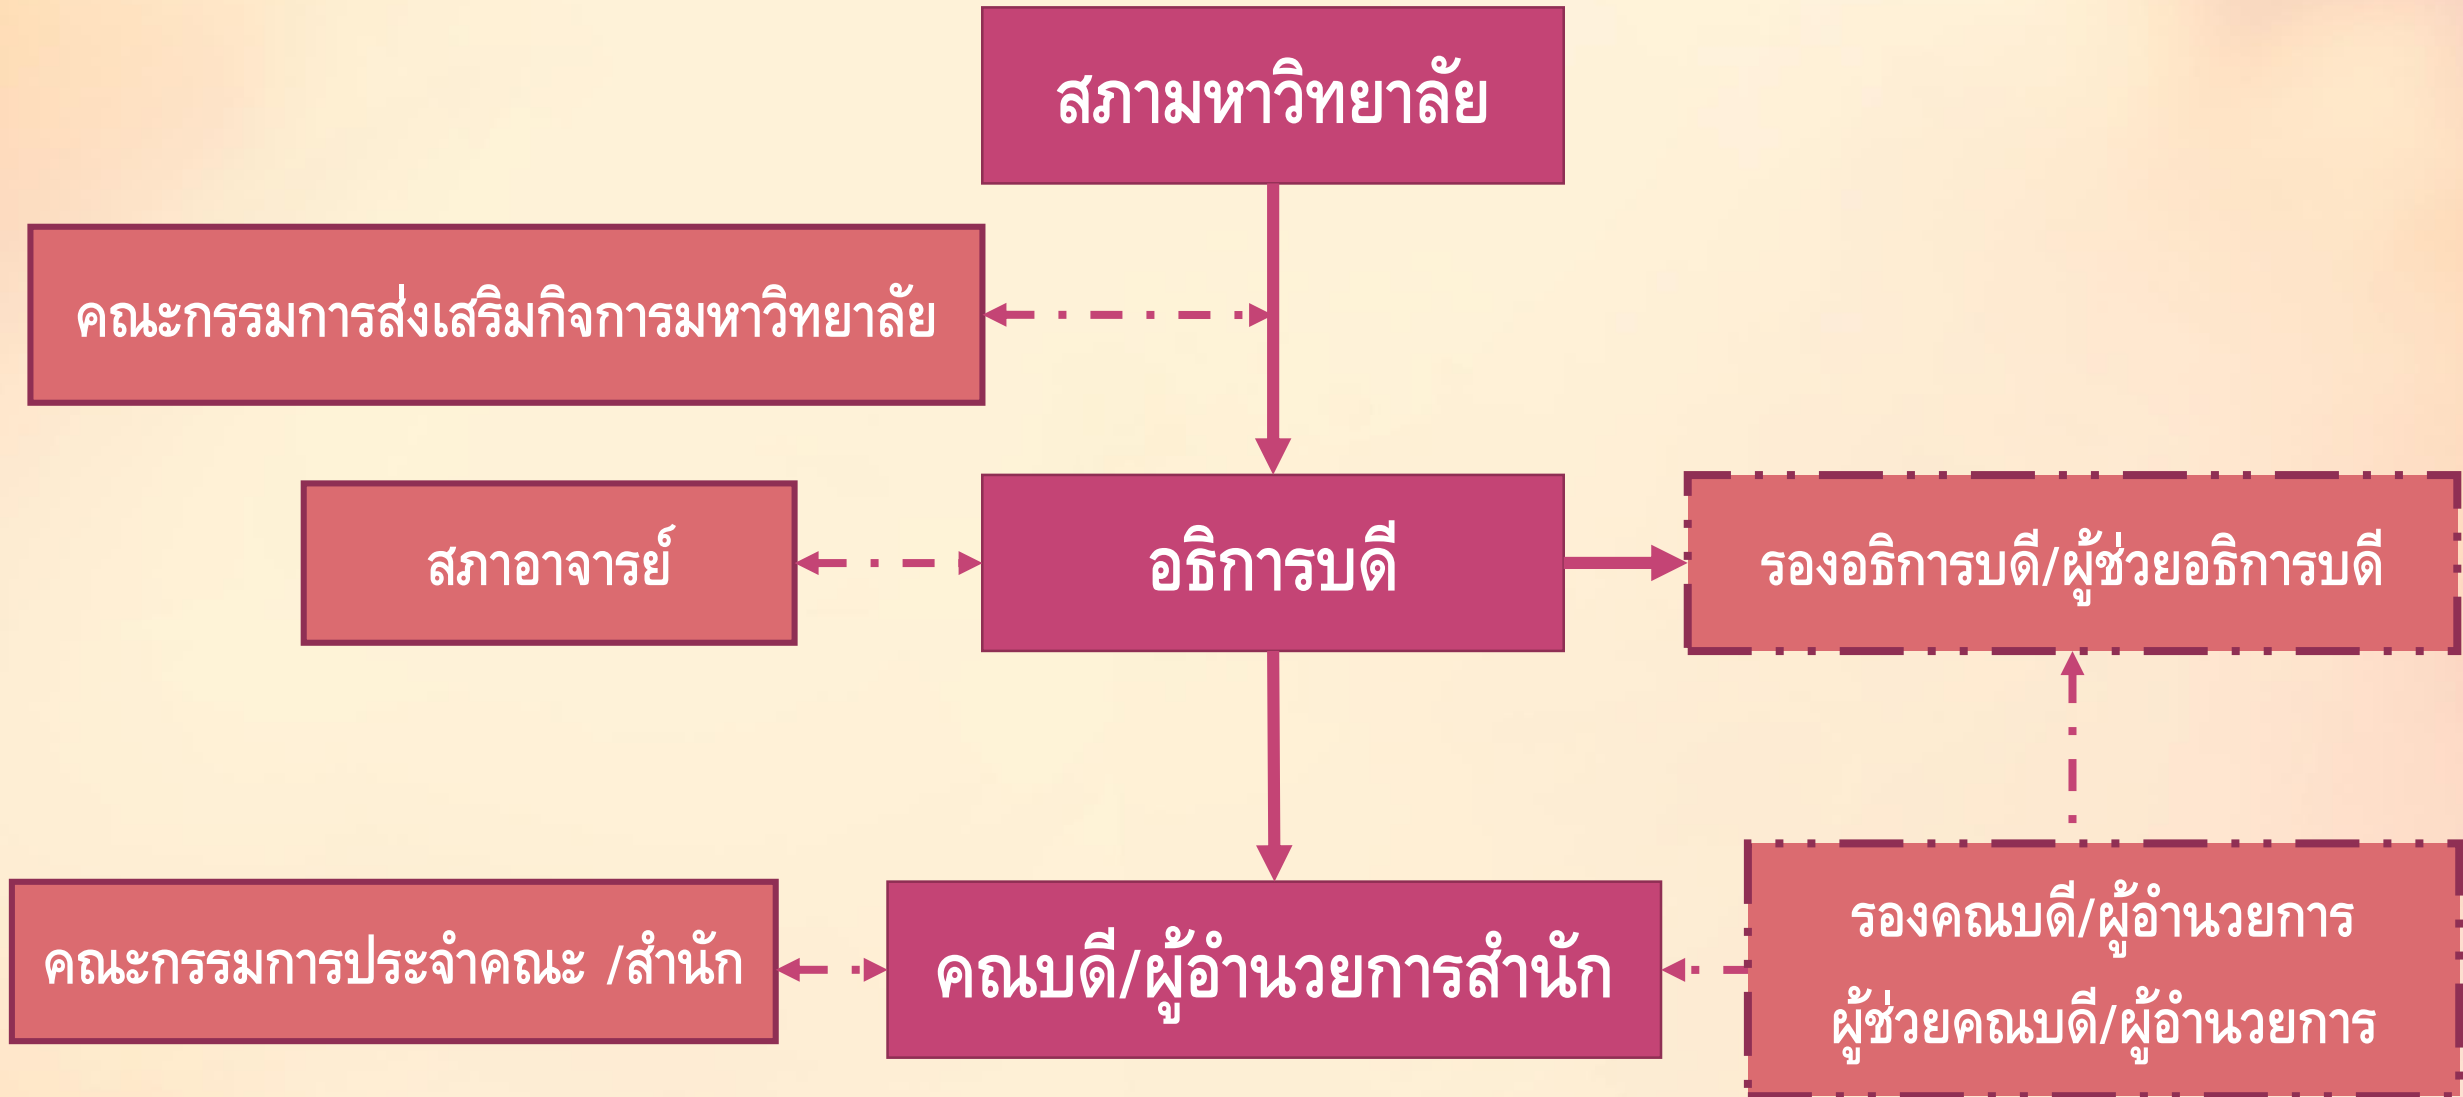 สภามหาวิทยาลัย
คณะกรรมการส่งเสริมกิจการมหาวิทยาลัย
สภาอาจารย์
อธิการบดี
รองอธิการบดี/ผู้ช่วยอธิการบดี
คณะกรรมการประจำคณะ /สำนัก
คณบดี/ผู้อำนวยการสำนัก
รองคณบดี/ผู้อำนวยการ
ผู้ช่วยคณบดี/ผู้อำนวยการ